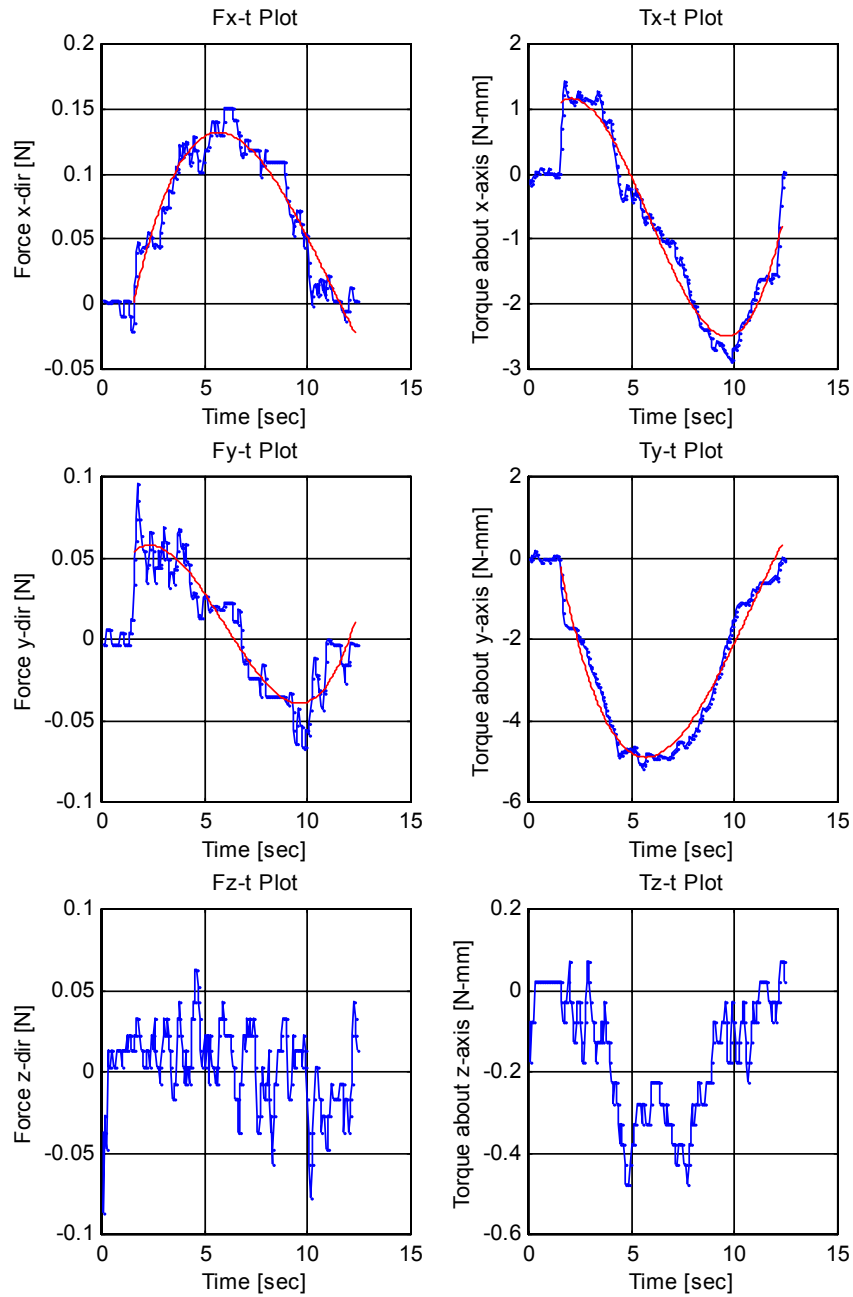 Fx-t Plot
Force x-dir [N]
0.2
0.15
0.1
0.05
0
-0.05
0 5 10 15
Time [sec]
Tx-t Plot
Torque about x-axis [N-mm]
2
1
0
-1
-2
-3
0 5 10 15
Time [sec]
Fy-t Plot
Force y-dir [N]
0.1
0.05
0
-0.05
-0.1
0 5 10 15
Time [sec]
Ty-t Plot
Torque about y-axis [N-mm]
2
0
-2
-4
-6
0 5 10 15
Time [sec]
Fz-t Plot
Force z-dir [N]
0.1
0.05
0
-0.05
-0.1
0 5 10 15
Time [sec]
Tz-t Plot
Torque about z-axis [N-mm]
0.2
0
-0.2
-0.4
-0.6
0 5 10 15
Time [sec]